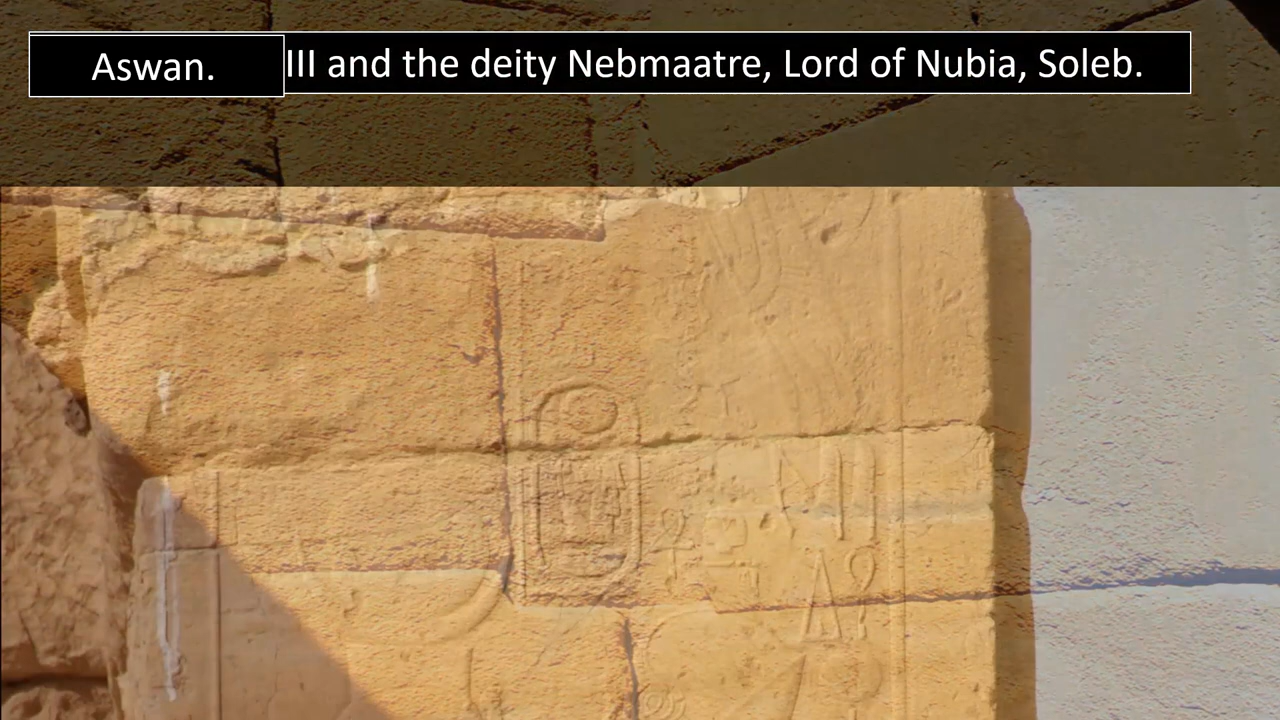 Aswan. III and the deity Nebmaatre, Lord of Nubia, Soleb.